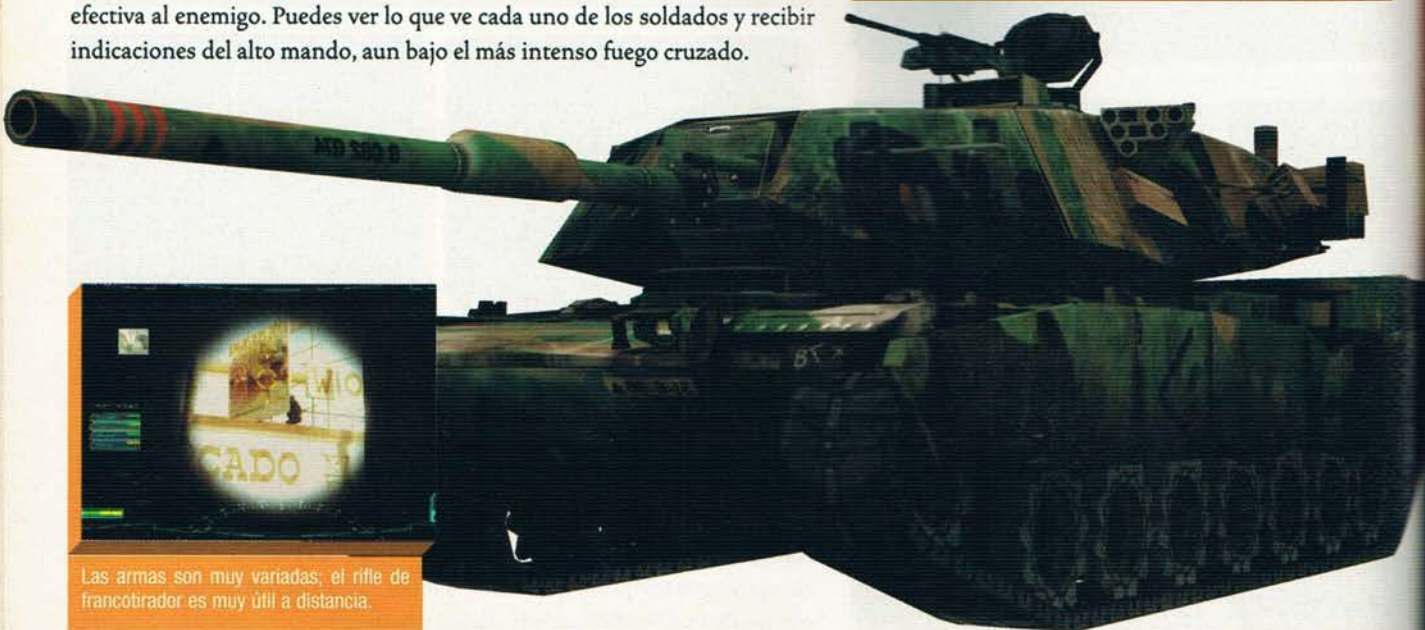 efectiva al enemigo. Puedes ver lo que ve cada uno de los soldados y recibir
indicaciones del alto mando, aun bajo el más intenso fuego cruzado.
CADO
Las armas son muy variadas; el rifle de
francotirador es muy útil a distancia.